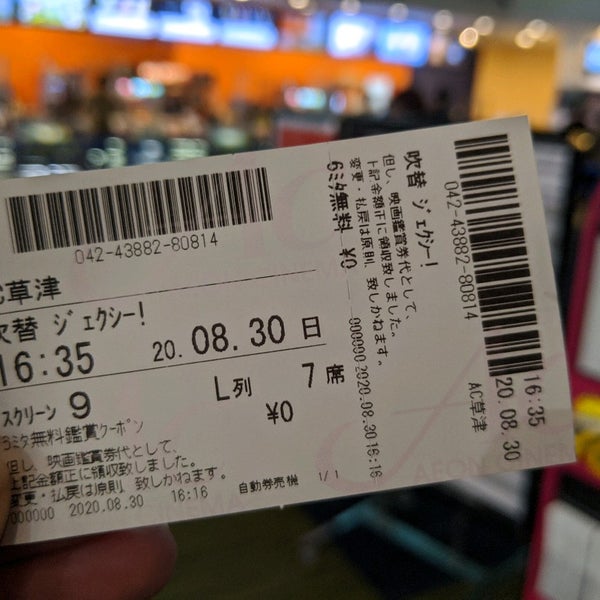 042-43882-80814
C草津
吹替 ジェクシー!
16:35
20.08.30 日
スクリーン 9
L列 7席
¥0
6ミタ無料鑑賞クーポン
但し、映画鑑賞券代として、
上記金額正に領収致しました。
変更・払戻は原則 致しかねます。
000000 2020.08.30 16:16 自動券売機 1/1
吹替 ジェクシー!
但し、映画鑑賞券代として、
上記金額正に領収致しました。
変更・払戻は原則、致しかねます。
6ミタ無料 ¥0
000000 2020.08.30 16:16
042-43882-80814
AC草津
16:35
20.08.30